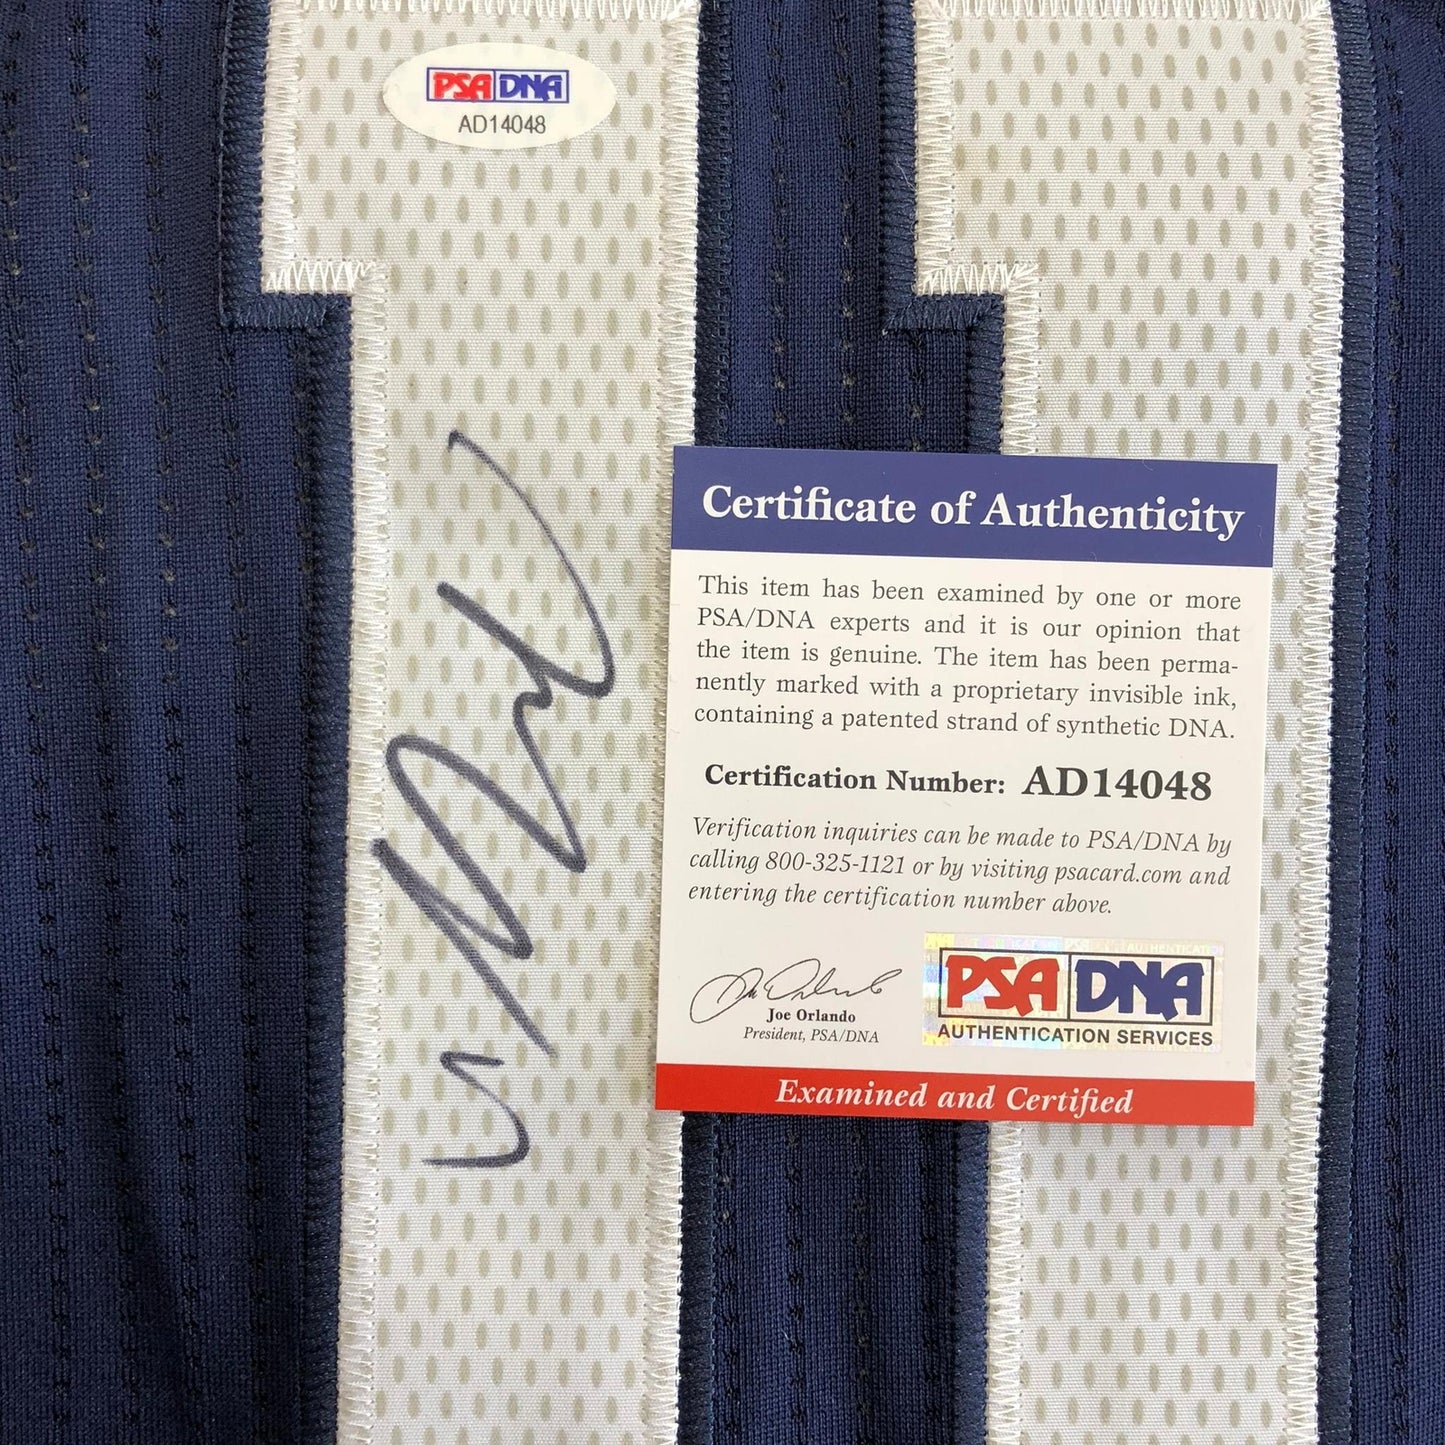 PSA DNA
AD14048
11
Certificate of Authenticity
This item has been examined by one or more
PSA/DNA experts and it is our opinion that
the item is genuine. The item has been perma-
nently marked with a proprietary invisible ink,
containing a patented strand of synthetic DNA.
Certification Number: AD14048
Verification inquiries can be made to PSA/DNA by
calling 800-325-1121 or by visiting psacard.com and
entering the certification number above.
Joe Orlando
President, PSA/DNA
PSA DNA
AUTHENTICATION SERVICES
Examined and Certified